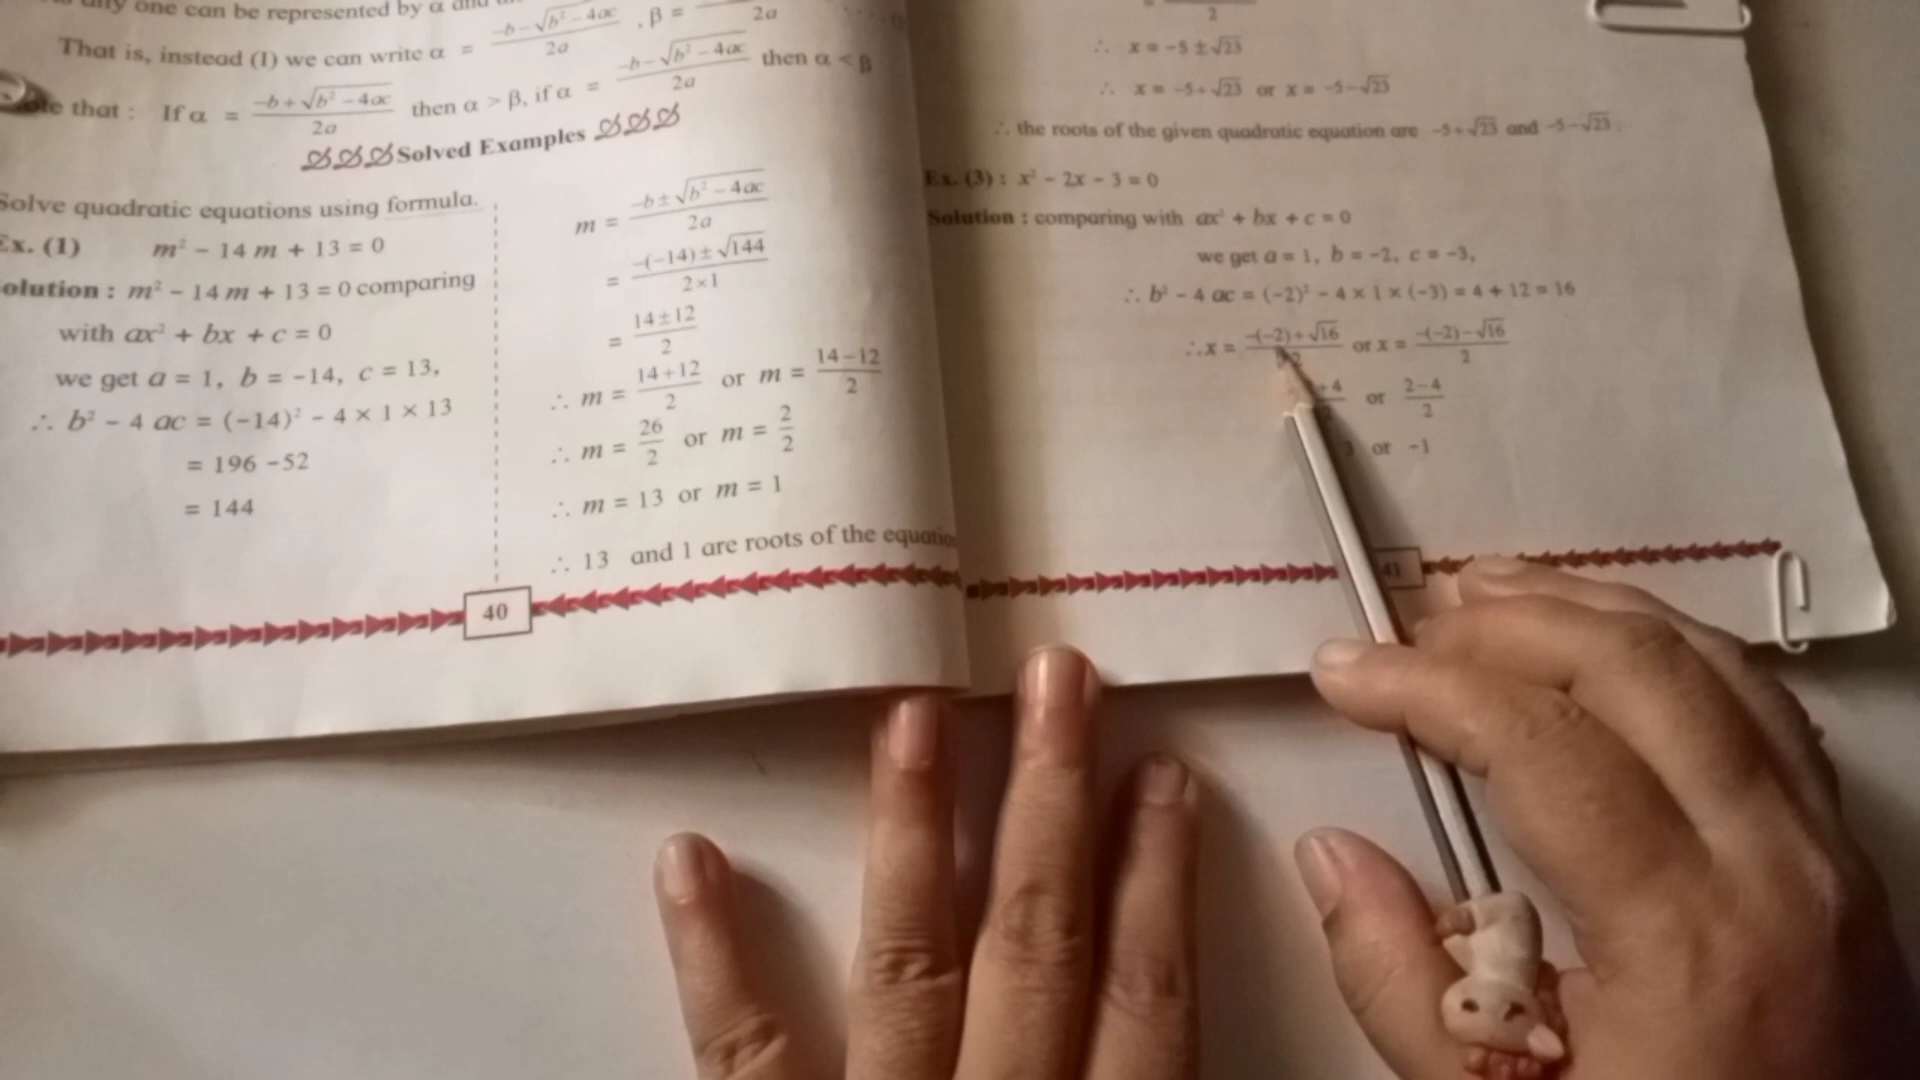 any one can be represented by α and
That is, instead (I) we can write α = (-b - √(b² - 4ac))/2a , β = 2a
that : If α = (-b + √(b² - 4ac))/2a then α > β, if α = (-b - √(b² - 4ac))/2a then α < β
Solved Examples
Solve quadratic equations using formula.
Ex. (1) m² - 14 m + 13 = 0
olution : m² - 14 m + 13 = 0 comparing
with ax² + bx + c = 0
we get a = 1, b = -14, c = 13,
∴ b² - 4 ac = (-14)² - 4 × 1 × 13
= 196 - 52
= 144
m = (-b ± √(b² - 4ac))/2a
= (-(-14) ± √144)/(2×1)
= (14 ± 12)/2
∴ m = (14 + 12)/2 or m = (14 - 12)/2
∴ m = 26/2 or m = 2/2
∴ m = 13 or m = 1
∴ 13 and 1 are roots of the equatio
40
2
∴ x = -5 ± √23
∴ x = -5 + √23 or x = -5 - √23
∴ the roots of the given quadratic equation are -5 + √23 and -5 - √23 .
Ex. (3) : x² - 2x - 3 = 0
Solution : comparing with ax² + bx + c = 0
we get a = 1, b = -2, c = -3,
∴ b² - 4 ac = (-2)² - 4 × 1 × (-3) = 4 + 12 = 16
∴ x = (-(-2) + √16)/2 or x = (-(-2) - √16)/2
+4/2 or (2 - 4)/2
3 or -1
41